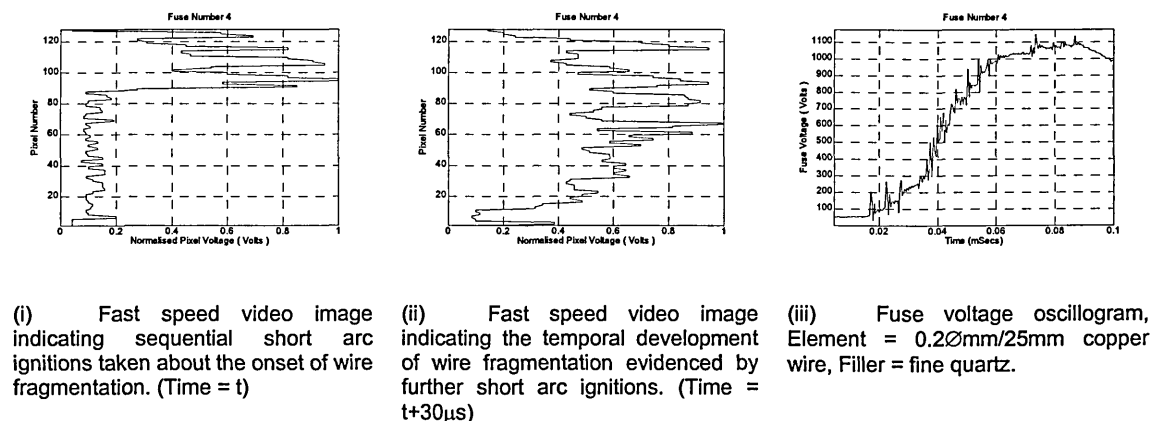 Fuse Number 4
120
100
80
60
40
20
Pixel Number
0
0.2
0.4
0.6
0.8
1
Normalised Pixel Voltage ( Volts )
Fuse Number 4
120
100
80
60
40
20
Pixel Number
0
0.2
0.4
0.6
0.8
1
Normalised Pixel Voltage ( Volts )
Fuse Number 4
1100
1000
900
800
700
600
500
400
300
200
100
Fuse Voltage ( Volts )
0.02
0.04
0.06
0.08
0.1
Time (mSecs)
(i) Fast speed video image
indicating sequential short arc
ignitions taken about the onset of wire
fragmentation. (Time = t)
(ii) Fast speed video image
indicating the temporal development
of wire fragmentation evidenced by
further short arc ignitions. (Time =
t+30μs)
(iii) Fuse voltage oscillogram,
Element = 0.2∅mm/25mm copper
wire, Filler = fine quartz.